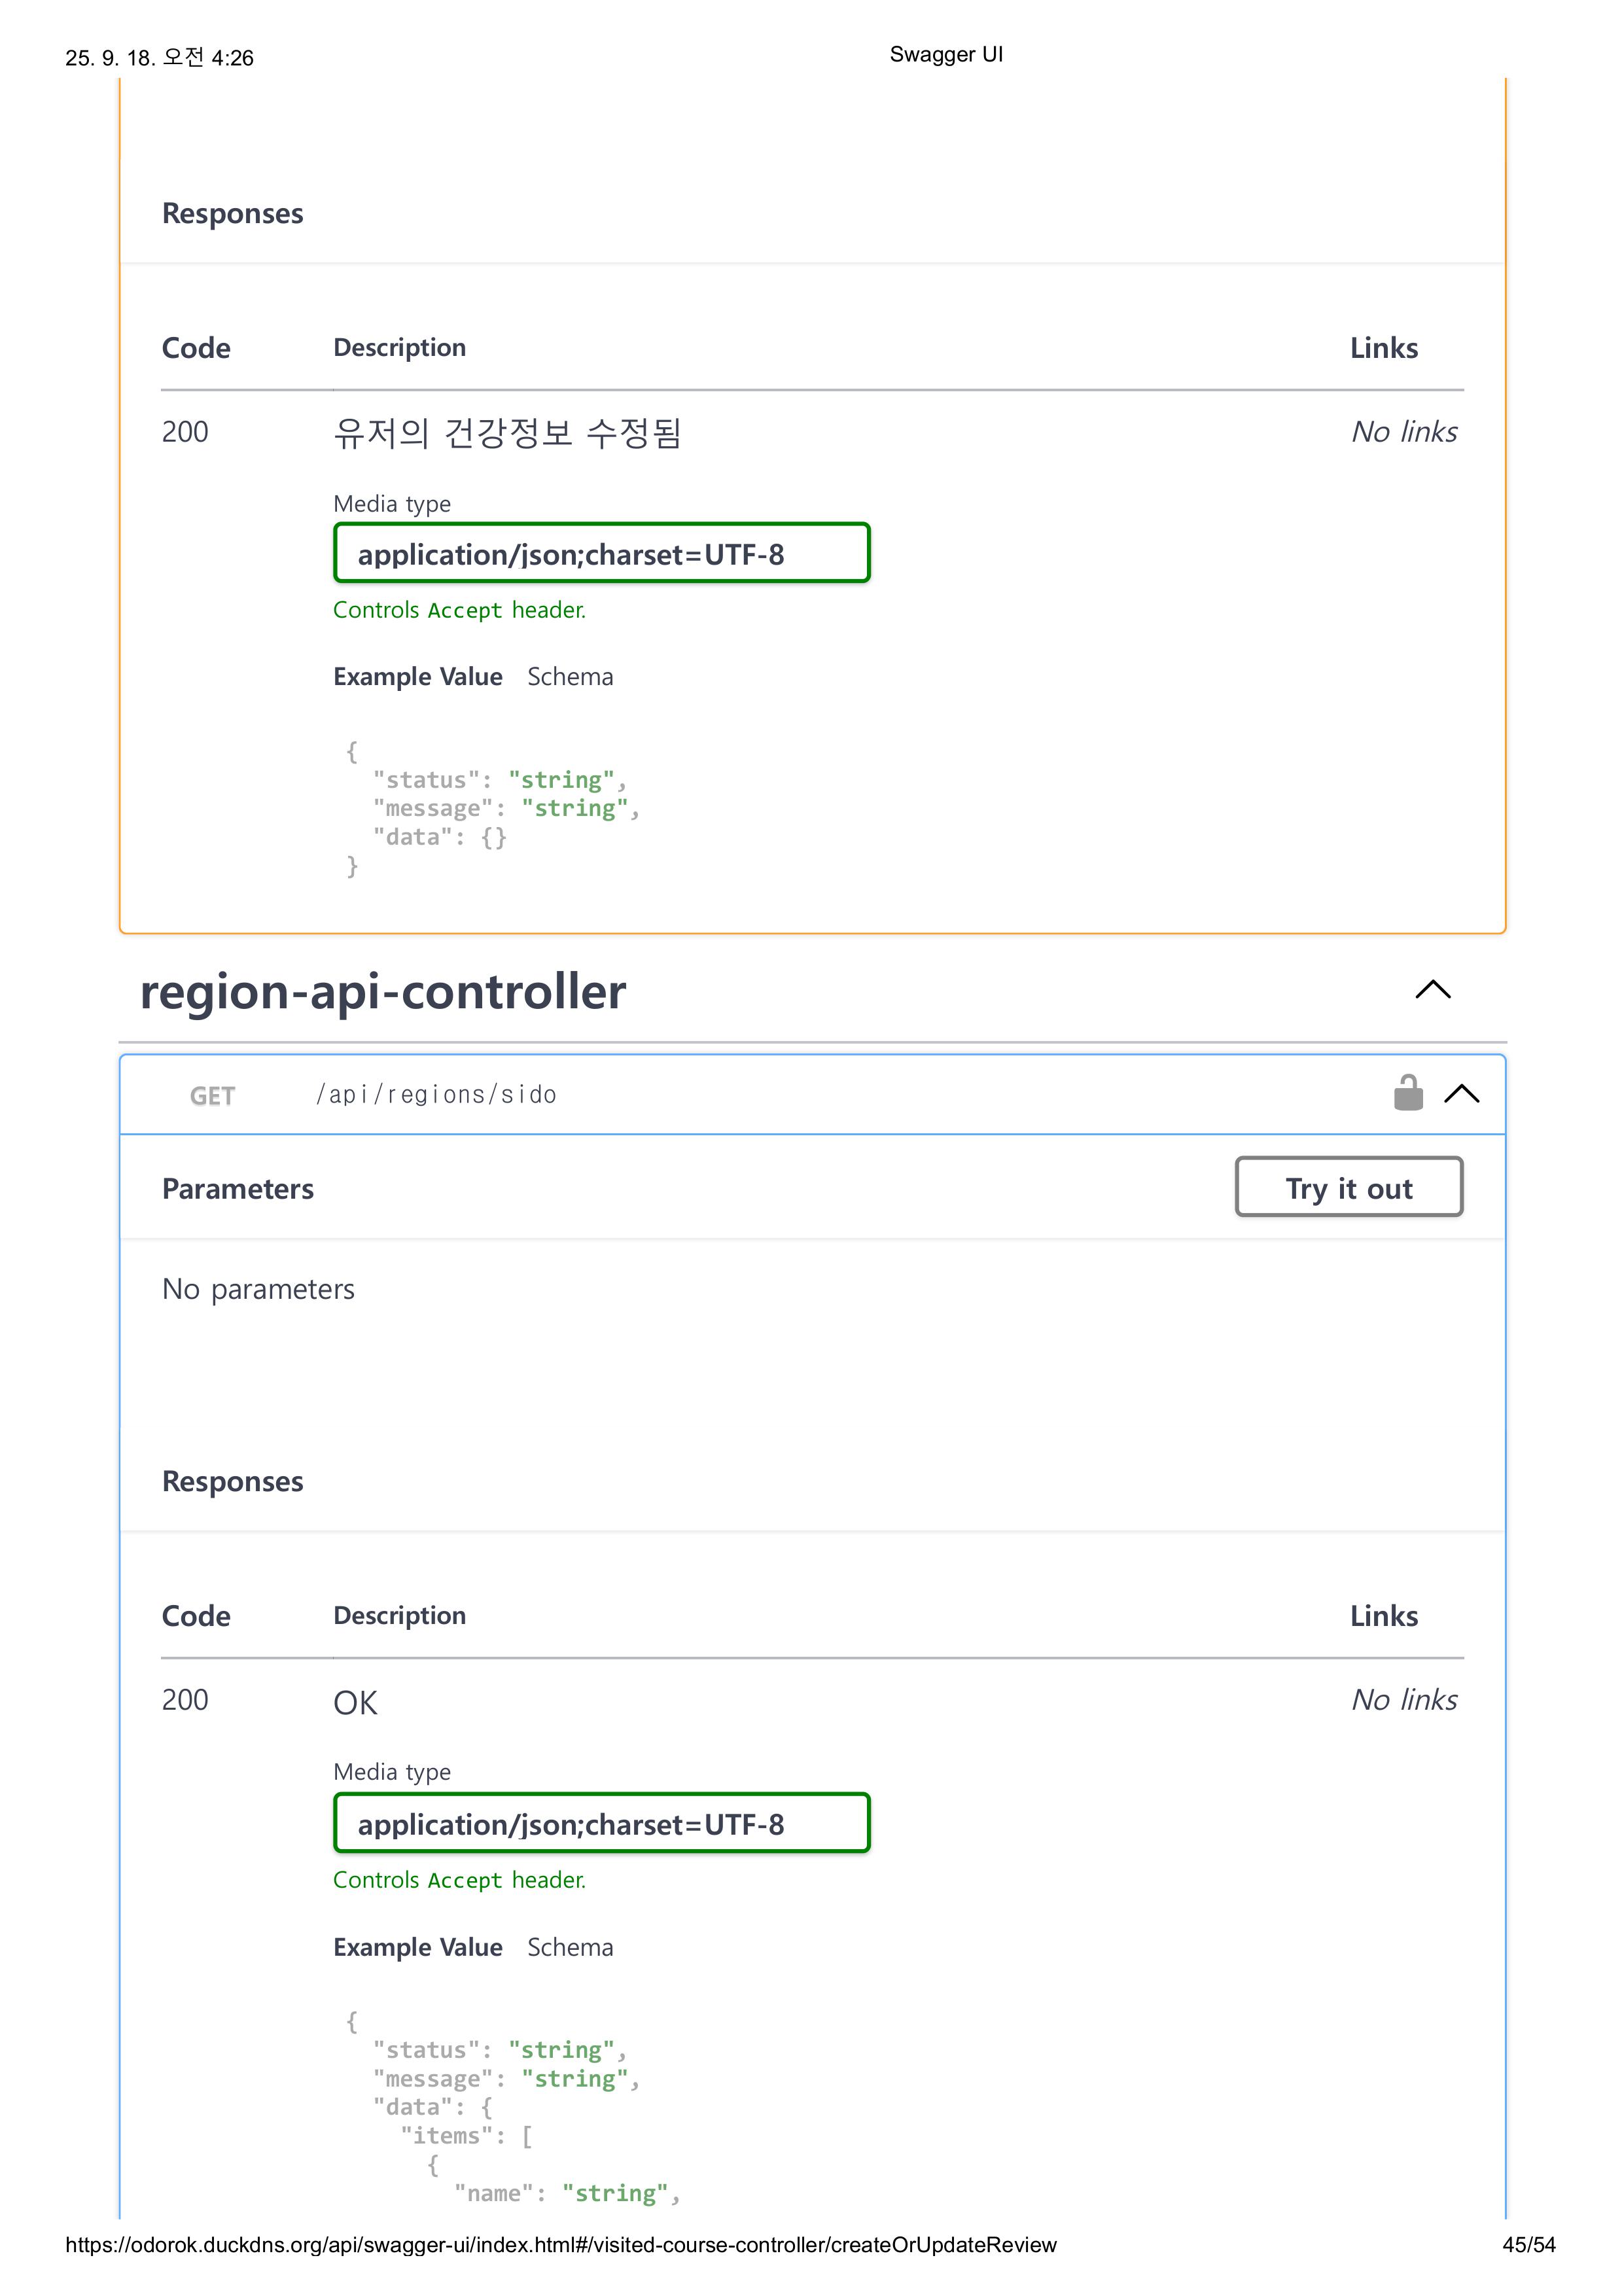 25. 9. 18. 오전 4:26
Swagger UI
Responses
Code Description Links
200 유저의 건강정보 수정됨 No links
Media type
application/json;charset=UTF-8
Controls Accept header.
Example Value Schema
{
  "status": "string",
  "message": "string",
  "data": {}
}
region-api-controller
GET /api/regions/sido
Parameters Try it out
No parameters
Responses
Code Description Links
200 OK No links
Media type
application/json;charset=UTF-8
Controls Accept header.
Example Value Schema
{
  "status": "string",
  "message": "string",
  "data": {
    "items": [
      {
        "name": "string",
https://odorok.duckdns.org/api/swagger-ui/index.html#/visited-course-controller/createOrUpdateReview 45/54